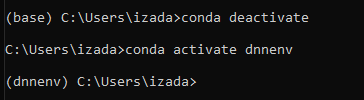 (base) C:\Users\izada>conda deactivate
C:\Users\izada>conda activate dnnenv
(dnnenv) C:\Users\izada>